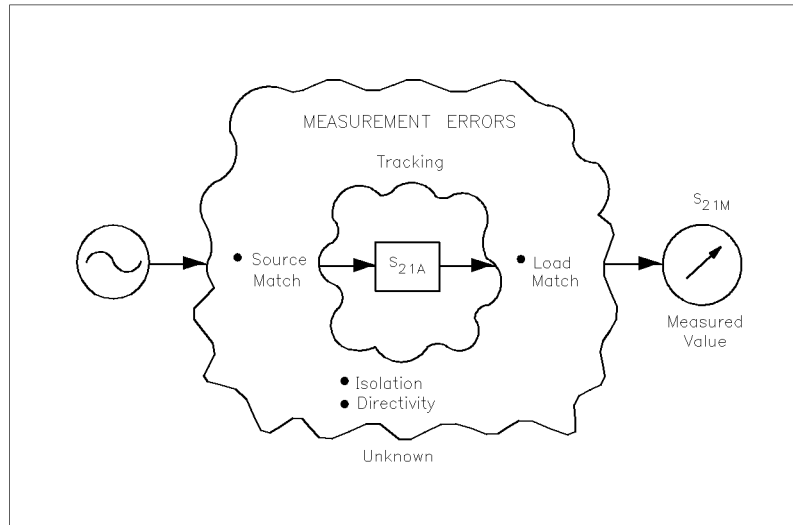 MEASUREMENT ERRORS
Tracking
S21M
• Source
Match
S21A
• Load
Match
Measured
Value
• Isolation
• Directivity
Unknown